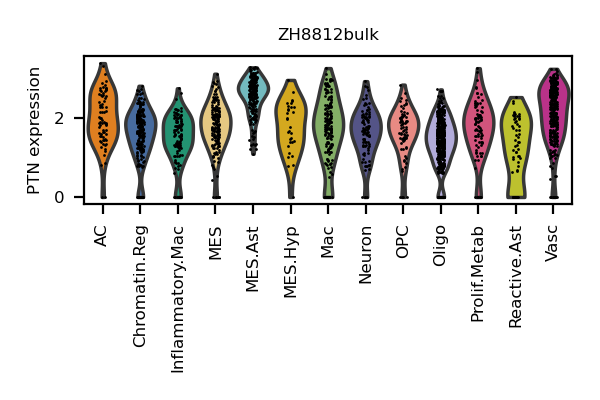 ZH8812bulk
PTN expression
2
0
AC
Chromatin.Reg
Inflammatory.Mac
MES
MES.Ast
MES.Hyp
Mac
Neuron
OPC
Oligo
Prolif.Metab
Reactive.Ast
Vasc